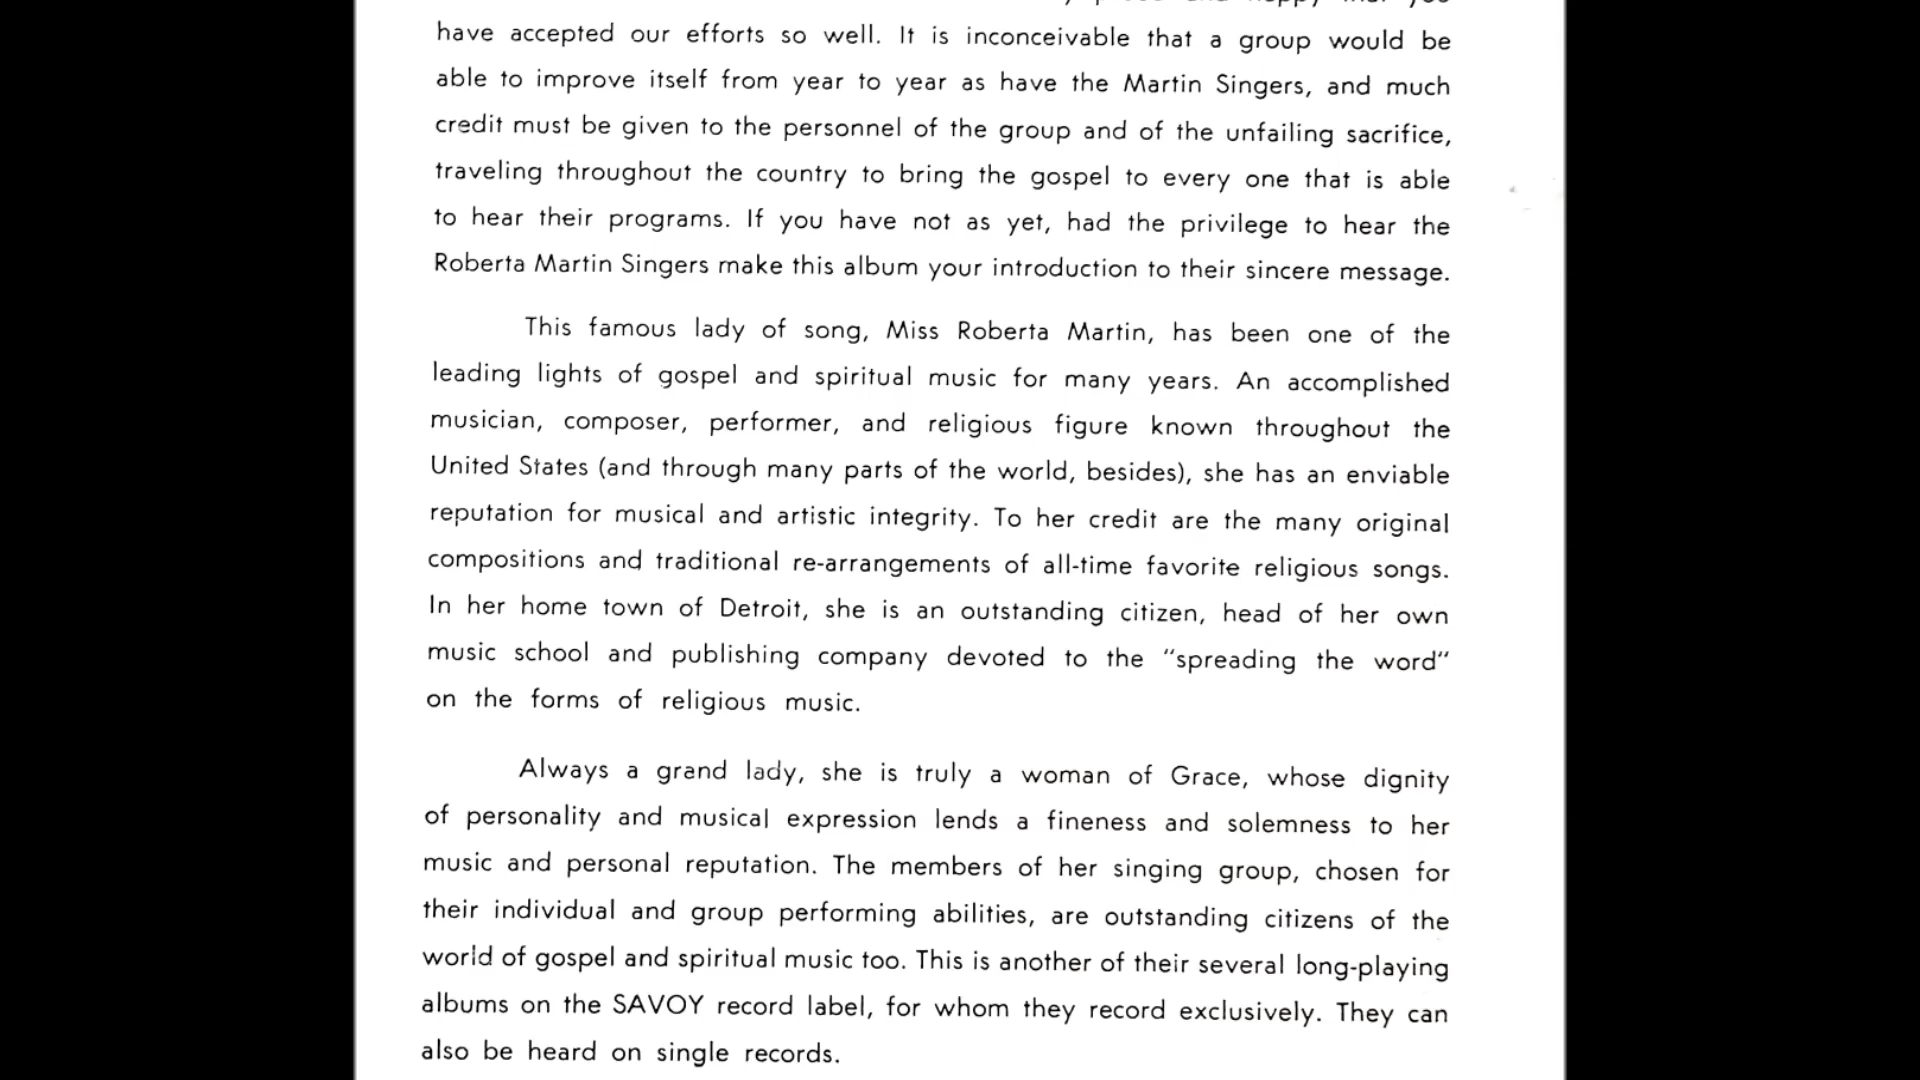 have accepted our efforts so well. It is inconceivable that a group would be
able to improve itself from year to year as have the Martin Singers, and much
credit must be given to the personnel of the group and of the unfailing sacrifice,
traveling throughout the country to bring the gospel to every one that is able
to hear their programs. If you have not as yet, had the privilege to hear the
Roberta Martin Singers make this album your introduction to their sincere message.
This famous lady of song, Miss Roberta Martin, has been one of the
leading lights of gospel and spiritual music for many years. An accomplished
musician, composer, performer, and religious figure known throughout the
United States (and through many parts of the world, besides), she has an enviable
reputation for musical and artistic integrity. To her credit are the many original
compositions and traditional re-arrangements of all-time favorite religious songs.
In her home town of Detroit, she is an outstanding citizen, head of her own
music school and publishing company devoted to the "spreading the word"
on the forms of religious music.
Always a grand lady, she is truly a woman of Grace, whose dignity
of personality and musical expression lends a fineness and solemness to her
music and personal reputation. The members of her singing group, chosen for
their individual and group performing abilities, are outstanding citizens of the
world of gospel and spiritual music too. This is another of their several long-playing
albums on the SAVOY record label, for whom they record exclusively. They can
also be heard on single records.